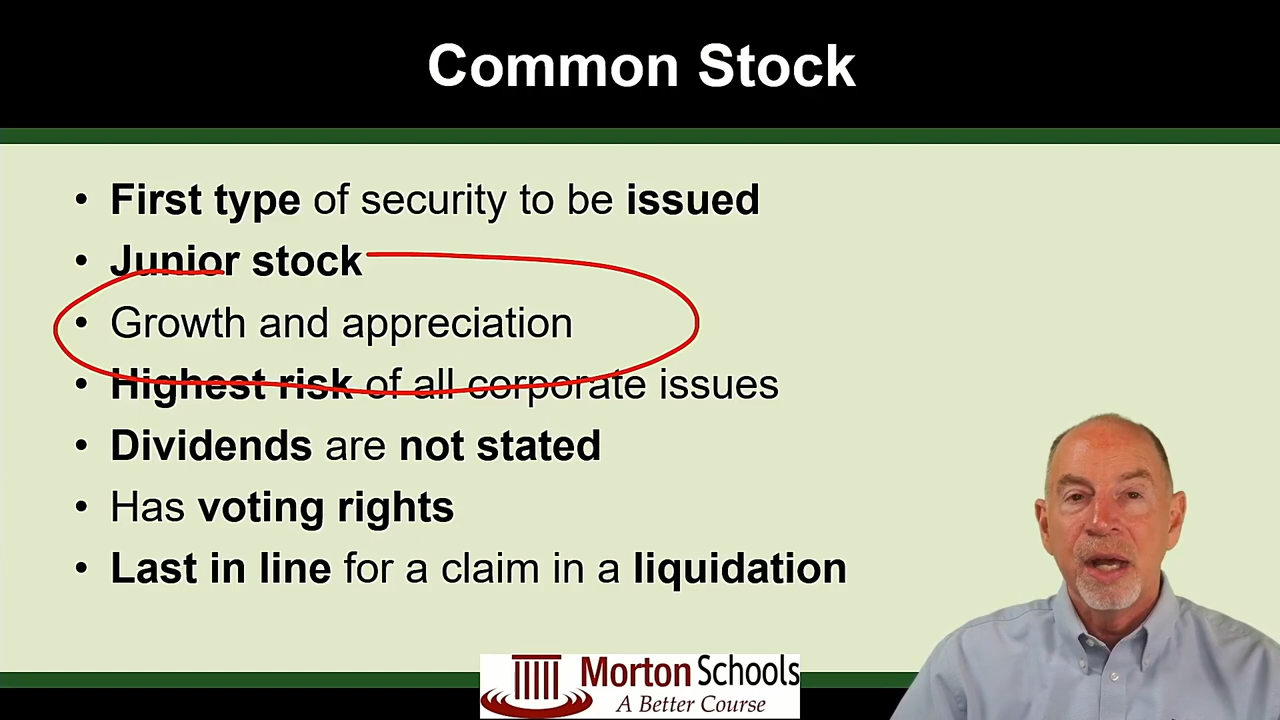 Common Stock
• First type of security to be issued
• Junior stock
• Growth and appreciation
• Highest risk of all corporate issues
• Dividends are not stated
• Has voting rights
• Last in line for a claim in a liquidation
Morton Schools
A Better Course